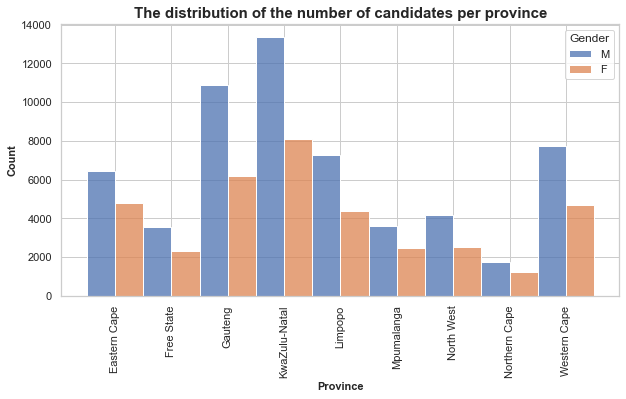 The distribution of the number of candidates per province
Gender
M
F
Count
14000
12000
10000
8000
6000
4000
2000
0
Eastern Cape
Free State
Gauteng
KwaZulu-Natal
Limpopo
Mpumalanga
North West
Northern Cape
Western Cape
Province